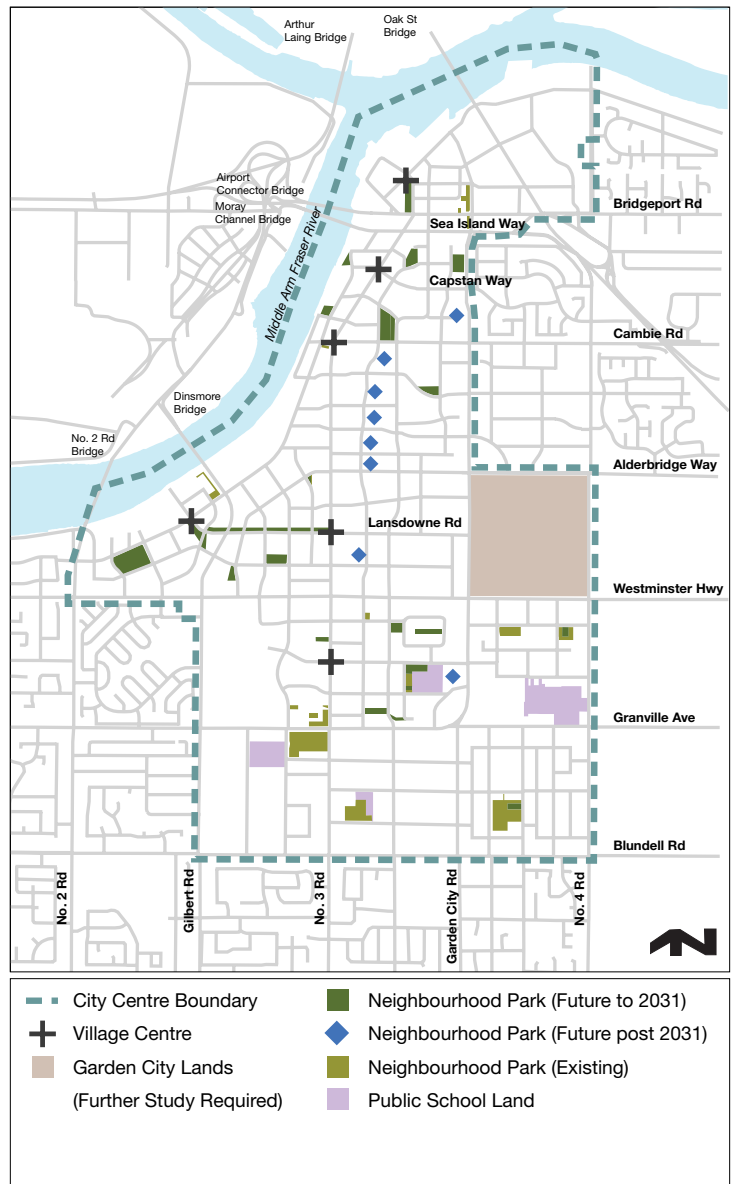 Arthur
Laing Bridge
Oak St
Bridge
Airport
Connector Bridge
Moray
Channel Bridge
Bridgeport Rd
Sea Island Way
Middle Arm Fraser River
Capstan Way
Cambie Rd
Dinsmore
Bridge
No. 2 Rd
Bridge
Alderbridge Way
Lansdowne Rd
Westminster Hwy
Granville Ave
Blundell Rd
No. 2 Rd
Gilbert Rd
No. 3 Rd
Garden City Rd
No. 4 Rd
N
City Centre Boundary
Village Centre
Garden City Lands
(Further Study Required)
Neighbourhood Park (Future to 2031)
Neighbourhood Park (Future post 2031)
Neighbourhood Park (Existing)
Public School Land